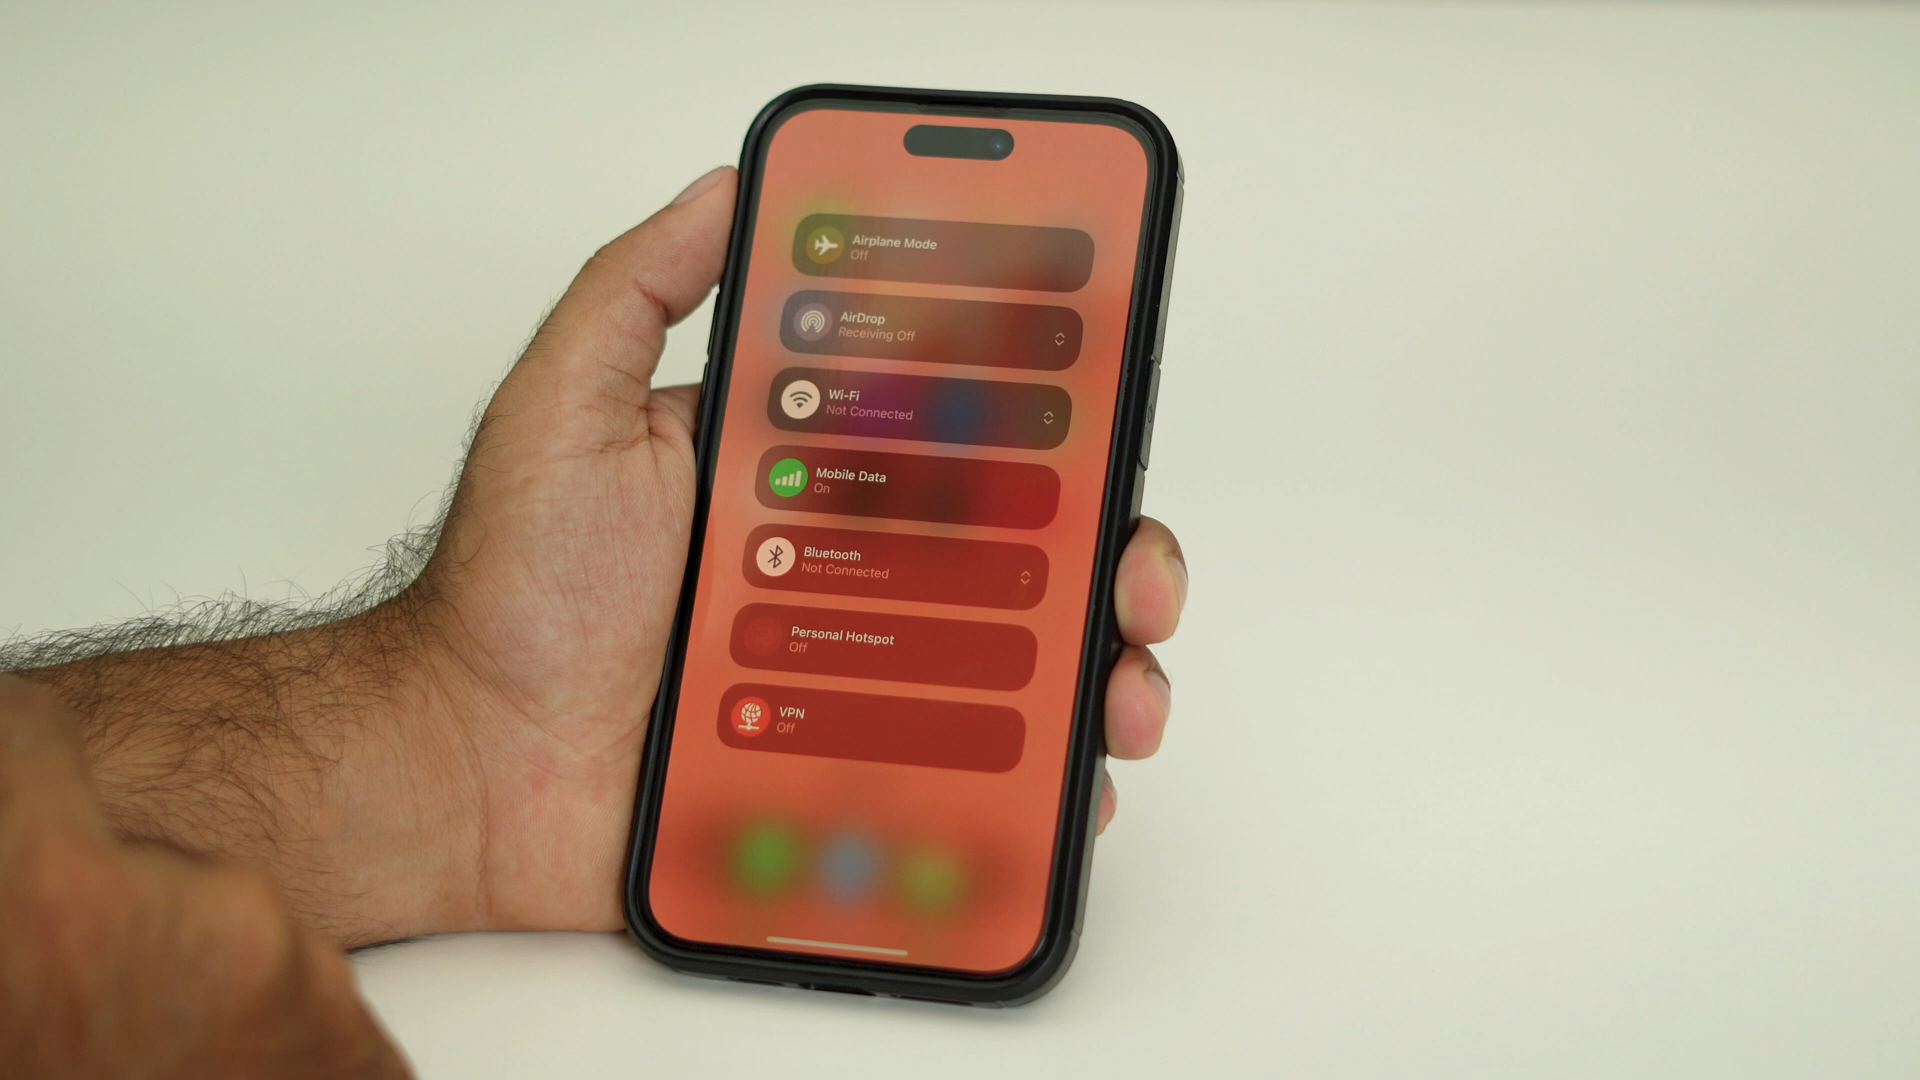 Airplane Mode
Off
AirDrop
Receiving Off
Wi-Fi
Not Connected
Mobile Data
On
Bluetooth
Not Connected
Personal Hotspot
Off
VPN
Off